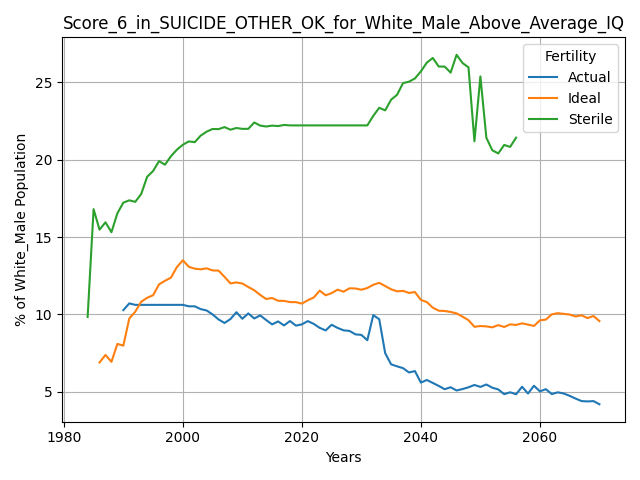 Score_6_in_SUICIDE_OTHER_OK_for_White_Male_Above_Average_IQ
Fertility
Actual
Ideal
Sterile
% of White_Male Population
25
20
15
10
5
1980
2000
2020
2040
2060
Years